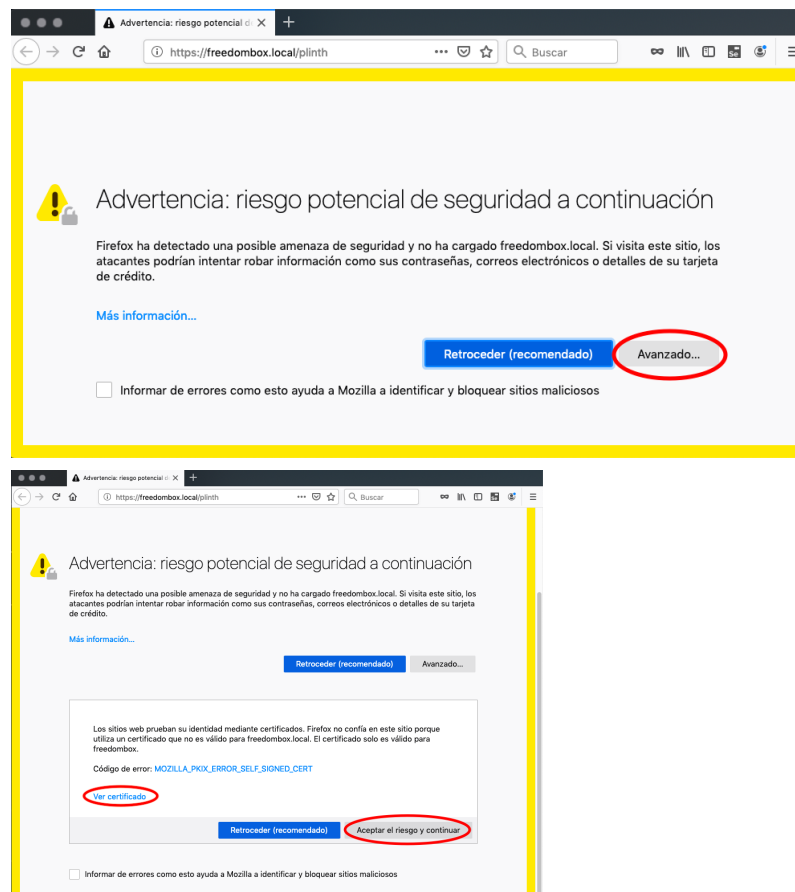 Advertencia: riesgo potencial d
https://freedombox.local/plinth
Buscar
Se
Advertencia: riesgo potencial de seguridad a continuación
Firefox ha detectado una posible amenaza de seguridad y no ha cargado freedombox.local. Si visita este sitio, los
atacantes podrían intentar robar información como sus contraseñas, correos electrónicos o detalles de su tarjeta
de crédito.
Más información...
Retroceder (recomendado)
Avanzado...
Informar de errores como esto ayuda a Mozilla a identificar y bloquear sitios maliciosos
Advertencia: riesgo potencial d
https://freedombox.local/plinth
Buscar
Se
Advertencia: riesgo potencial de seguridad a continuación
Firefox ha detectado una posible amenaza de seguridad y no ha cargado freedombox.local. Si visita este sitio, los
atacantes podrían intentar robar información como sus contraseñas, correos electrónicos o detalles de su tarjeta
de crédito.
Más información...
Retroceder (recomendado)
Avanzado...
Los sitios web prueban su identidad mediante certificados. Firefox no confía en este sitio porque
utiliza un certificado que no es válido para freedombox.local. El certificado solo es válido para
freedombox.
Código de error: MOZILLA_PKIX_ERROR_SELF_SIGNED_CERT
Ver certificado
Retroceder (recomendado)
Aceptar el riesgo y continuar
Informar de errores como esto ayuda a Mozilla a identificar y bloquear sitios maliciosos